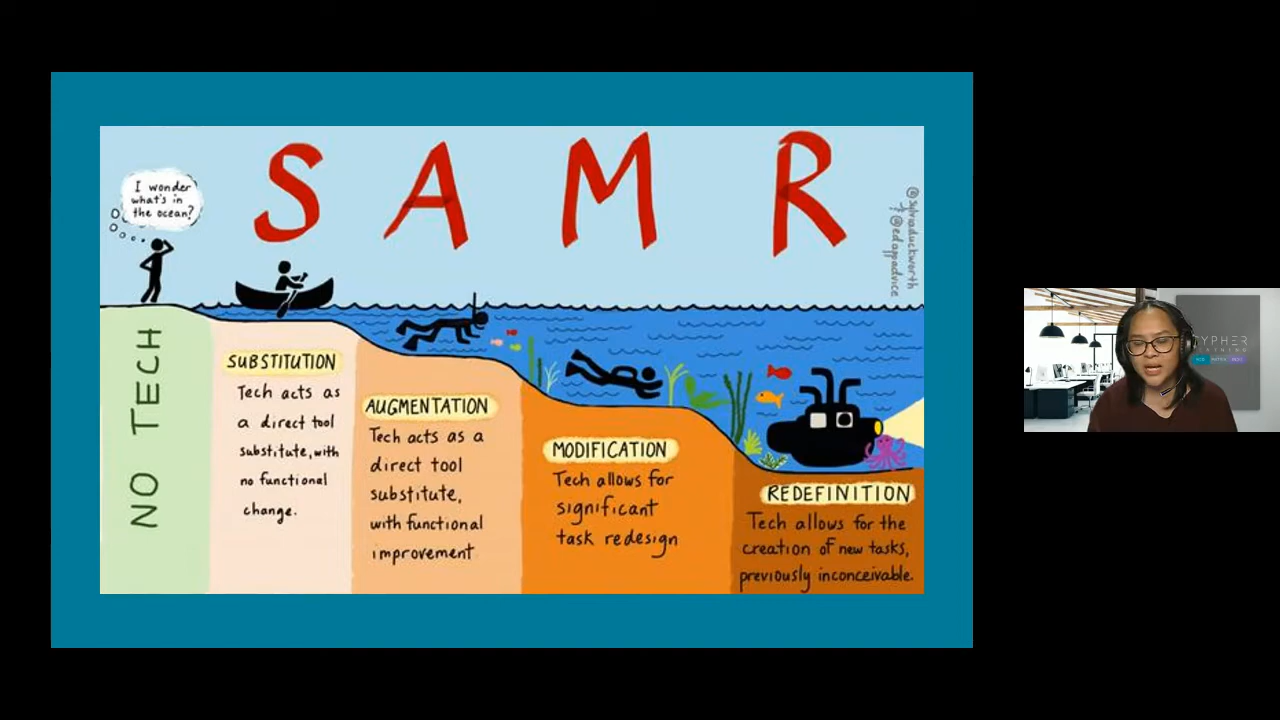 SAMR
I wonder
what's in
the ocean?
@sylviaduckworth
@edappadvice
NO TECH
SUBSTITUTION
Tech acts as
a direct tool
substitute, with
no functional
change.
AUGMENTATION
Tech acts as a
direct tool
substitute,
with functional
improvement
MODIFICATION
Tech allows for
significant
task redesign
REDEFINITION
Tech allows for the
creation of new tasks,
previously inconceivable.